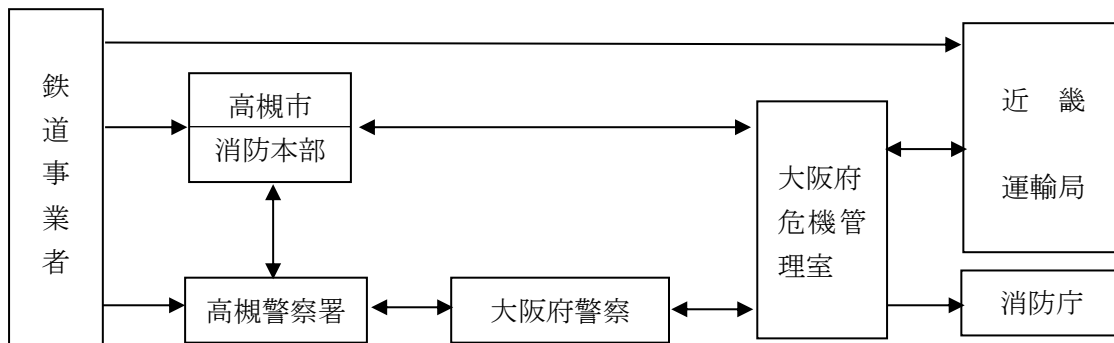 鉄道事業者
高槻市
消防本部
高槻警察署
大阪府警察
大阪府
危機管
理室
近　畿
運輸局
消防庁